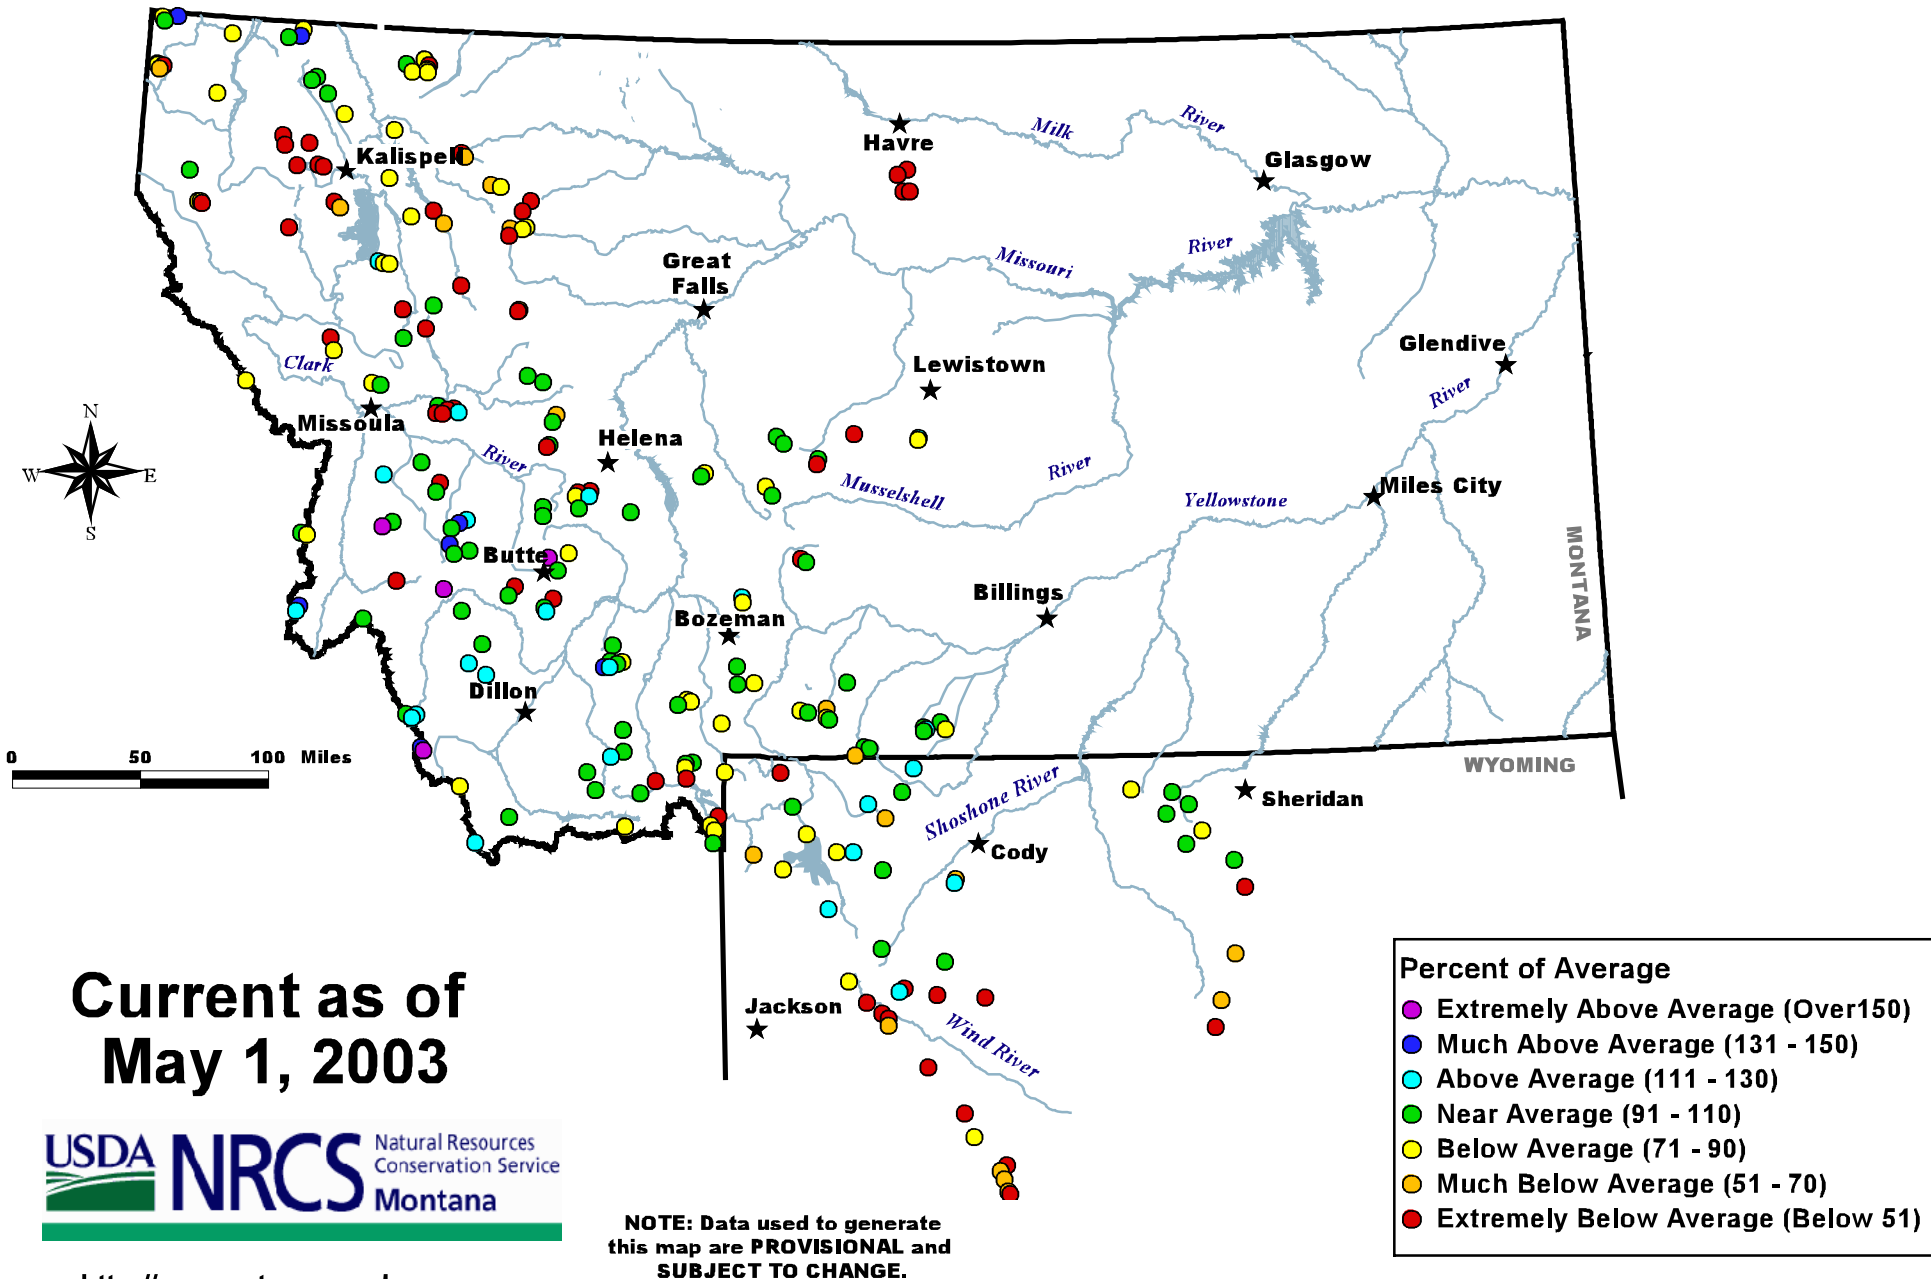 Havre
Milk
River
Glasgow
Kalispell
Great
Falls
Missouri
River
Glendive
River
Lewistown
Clark
Missoula
River
Helena
Musselshell
River
Yellowstone
Miles City
N
W
E
S
Butte
Bozeman
Billings
MONTANA
Dillon
0 50 100 Miles
WYOMING
Shoshone River
Sheridan
Cody
Jackson
Wind River
Current as of
May 1, 2003
USDA
NRCS
Natural Resources
Conservation Service
Montana
NOTE: Data used to generate
this map are PROVISIONAL and
SUBJECT TO CHANGE.
Percent of Average
Extremely Above Average (Over150)
Much Above Average (131 - 150)
Above Average (111 - 130)
Near Average (91 - 110)
Below Average (71 - 90)
Much Below Average (51 - 70)
Extremely Below Average (Below 51)